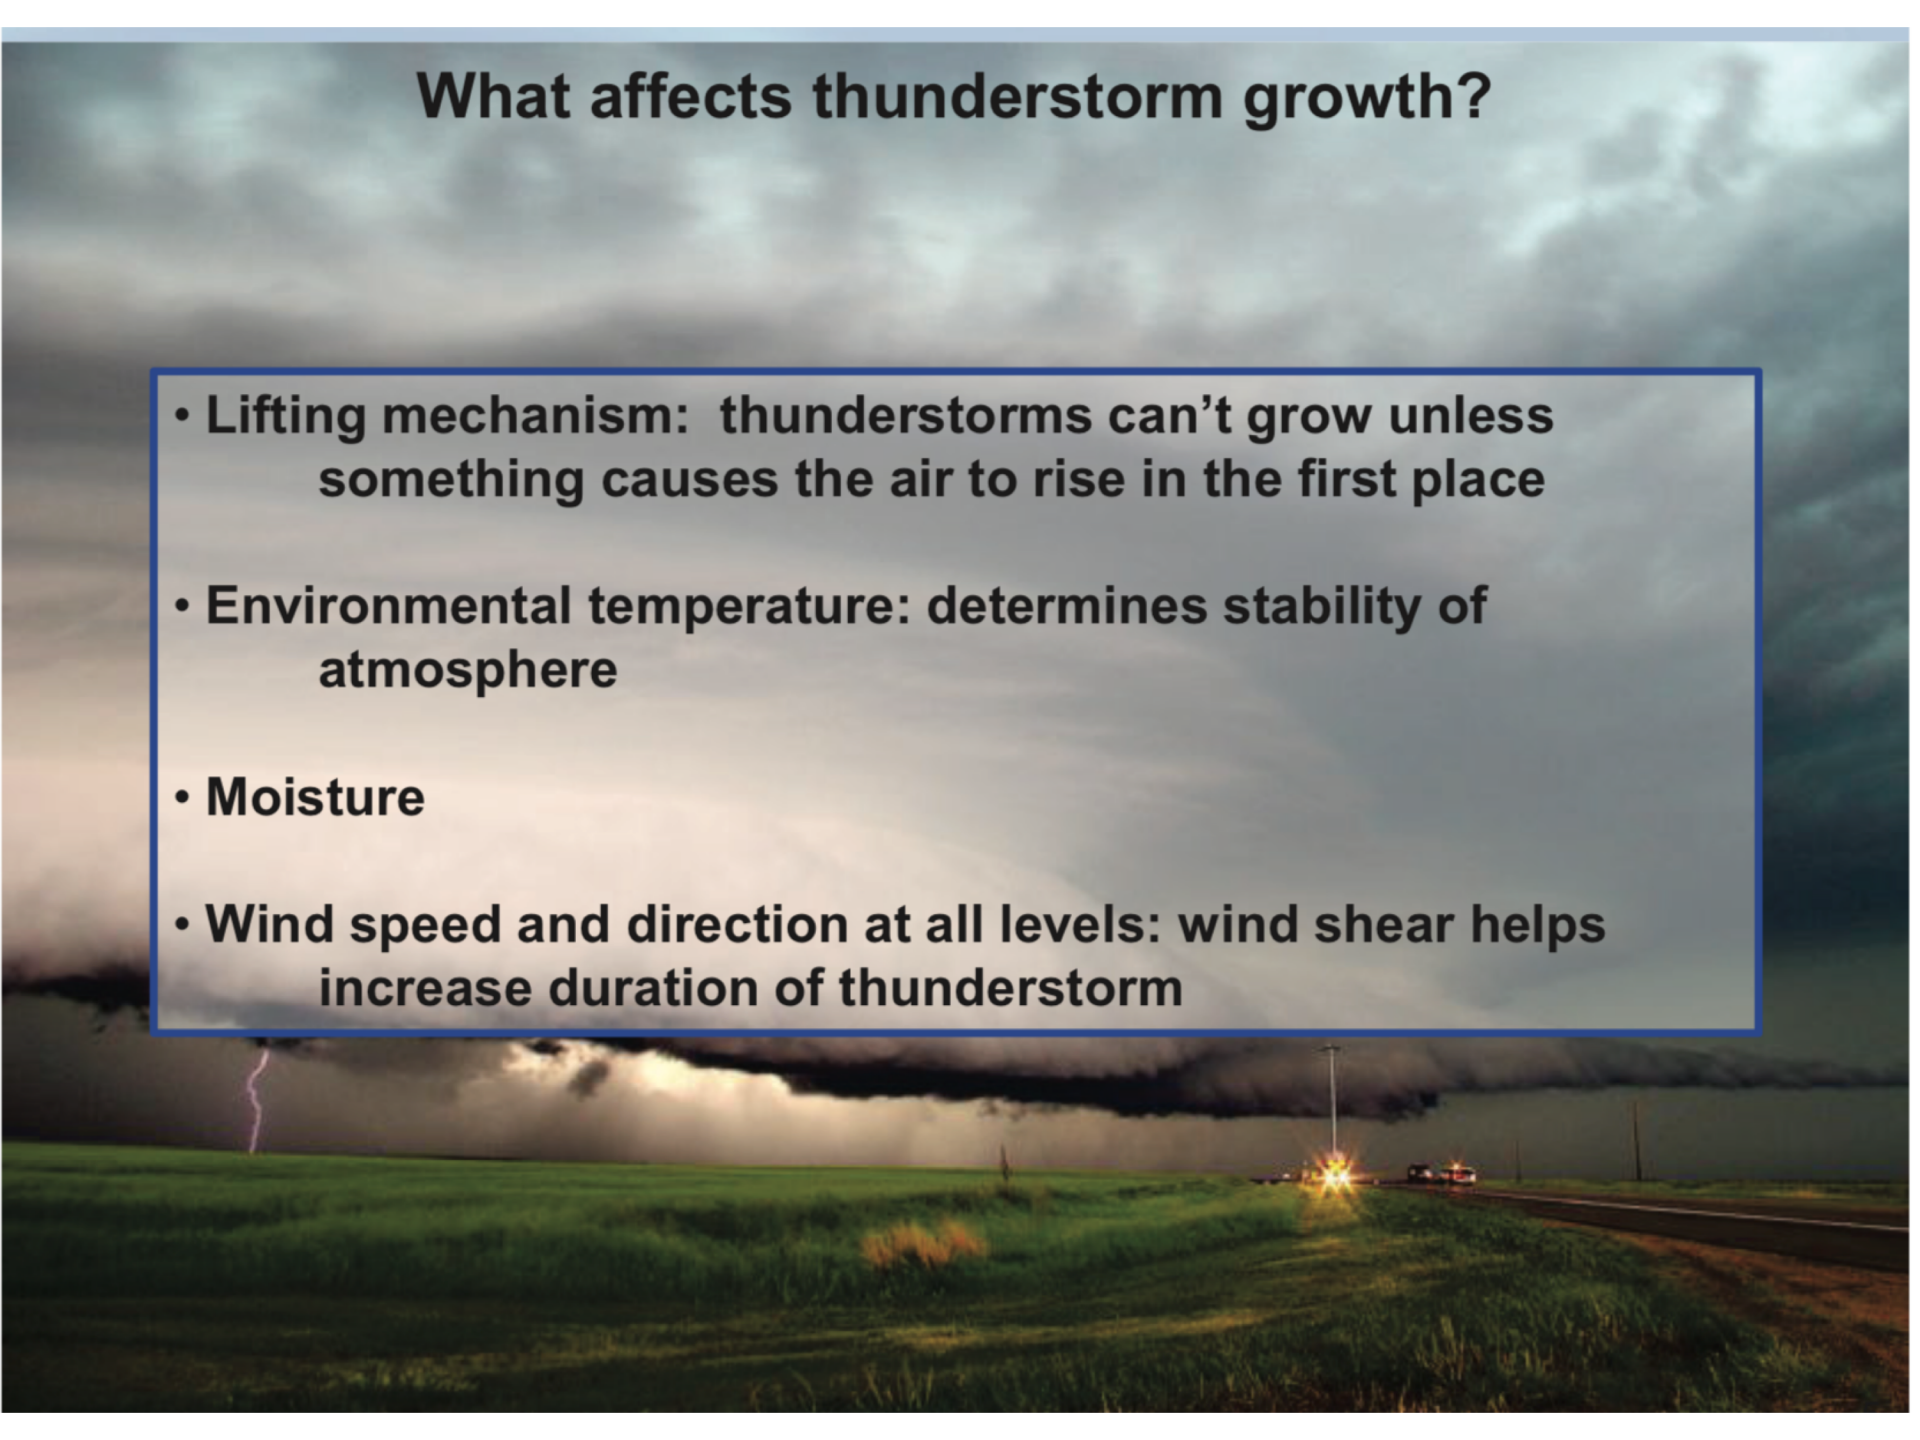 What affects thunderstorm growth?
• Lifting mechanism:  thunderstorms can’t grow unless
something causes the air to rise in the first place
• Environmental temperature: determines stability of
atmosphere
• Moisture
• Wind speed and direction at all levels: wind shear helps
increase duration of thunderstorm